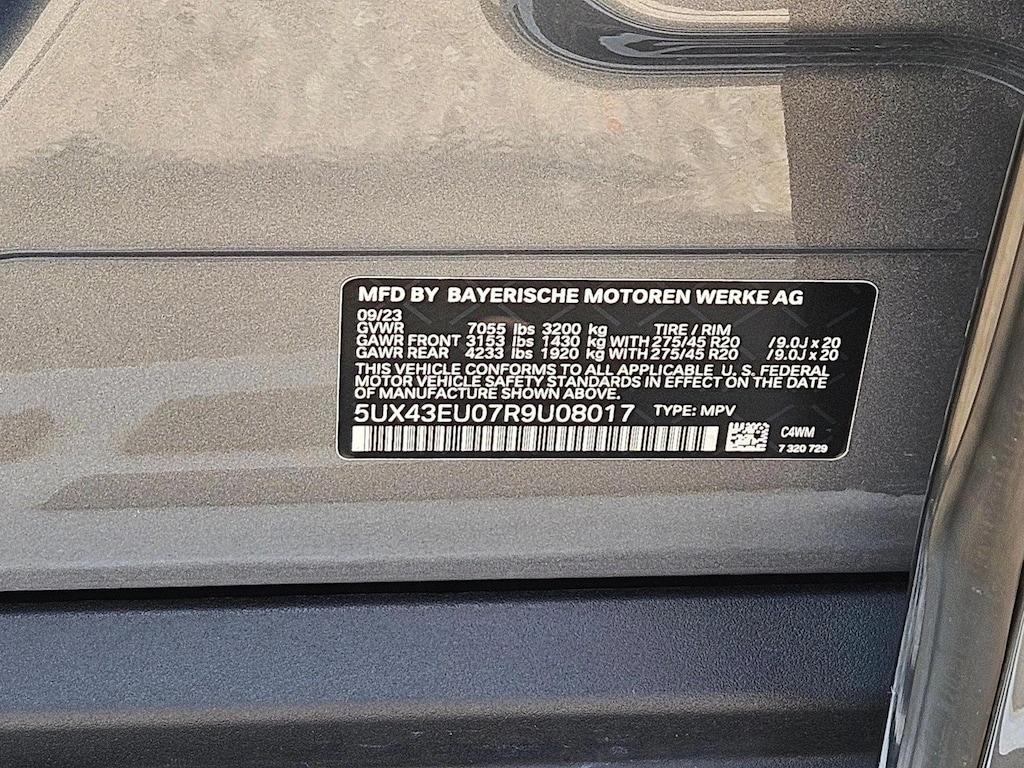 MFD BY BAYERISCHE MOTOREN WERKE AG
09/23
GVWR 7055 lbs 3200 kg TIRE / RIM
GAWR FRONT 3153 lbs 1430 kg WITH 275/45 R20 /9.0J x 20
GAWR REAR 4233 lbs 1920 kg WITH 275/45 R20 /9.0J x 20
THIS VEHICLE CONFORMS TO ALL APPLICABLE U. S. FEDERAL
MOTOR VEHICLE SAFETY STANDARDS IN EFFECT ON THE DATE
OF MANUFACTURE SHOWN ABOVE.
5UX43EU07R9U08017 TYPE: MPV
C4WM
7 320 729